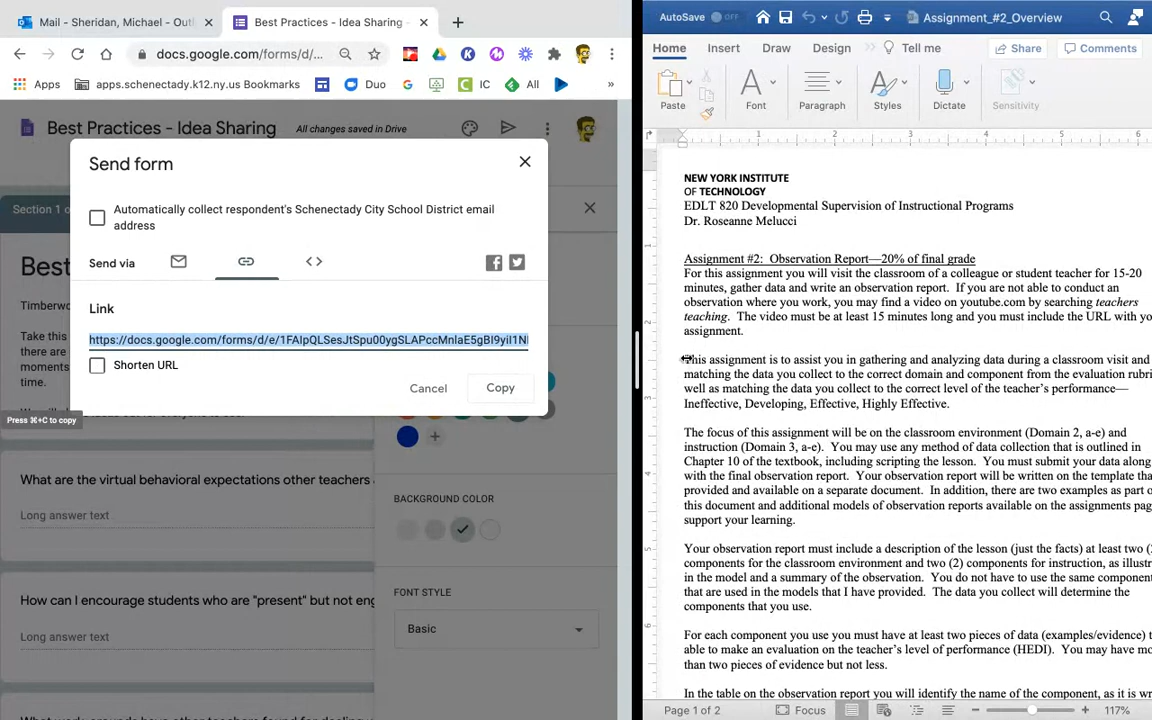 Mail - Sheridan, Michael - Out
Best Practices - Idea Sharing -
docs.google.com/forms/d/...
Apps
apps.schenectady.k12.ny.us Bookmarks
Duo
IC
All
»
Best Practices - Idea Sharing
All changes saved in Drive
Section 1 o
Send form
Automatically collect respondent's Schenectady City School District email
address
Send via
Best
Link
Timberwo
https://docs.google.com/forms/d/e/1FAIpQLSesJtSpu00ygSLAPccMnlaE5gBI9yiI1N
Take this
there are
Shorten URL
moments
time.
Cancel
Copy
Press ⌘+C to copy
What are the virtual behavioral expectations other teachers
Long answer text
BACKGROUND COLOR
How can I encourage students who are "present" but not eng
FONT STYLE
Long answer text
Basic
AutoSave OFF
Assignment_#2_Overview
Home
Insert
Draw
Design
»
Tell me
Share
Comments
Paste
Font
Paragraph
Styles
Dictate
Sensitivity
1 2 3 4 5 6
NEW YORK INSTITUTE
OF TECHNOLOGY
EDLT 820 Developmental Supervision of Instructional Programs
Dr. Roseanne Melucci
Assignment #2: Observation Report—20% of final grade
For this assignment you will visit the classroom of a colleague or student teacher for 15-20
minutes, gather data and write an observation report. If you are not able to conduct an
observation where you work, you may find a video on youtube.com by searching teachers
teaching. The video must be at least 15 minutes long and you must include the URL with yo
assignment.
This assignment is to assist you in gathering and analyzing data during a classroom visit and
matching the data you collect to the correct domain and component from the evaluation rubri
well as matching the data you collect to the correct level of the teacher's performance—
Ineffective, Developing, Effective, Highly Effective.
The focus of this assignment will be on the classroom environment (Domain 2, a-e) and
instruction (Domain 3, a-e). You may use any method of data collection that is outlined in
Chapter 10 of the textbook, including scripting the lesson. You must submit your data along
with the final observation report. Your observation report will be written on the template tha
provided and available on a separate document. In addition, there are two examples as part o
this document and additional models of observation reports available on the assignments pag
support your learning.
Your observation report must include a description of the lesson (just the facts) at least two (2
components for the classroom environment and two (2) components for instruction, as illust
in the model and a summary of the observation. You do not have to use the same component
that are used in the models that I have provided. The data you collect will determine the
components that you use.
For each component you use you must have at least two pieces of data (examples/evidence) t
able to make an evaluation on the teacher's level of performance (HEDI). You may have mo
than two pieces of evidence but not less.
In the table on the observation report you will identify the name of the component, as it is wr
Page 1 of 2
Focus
117%